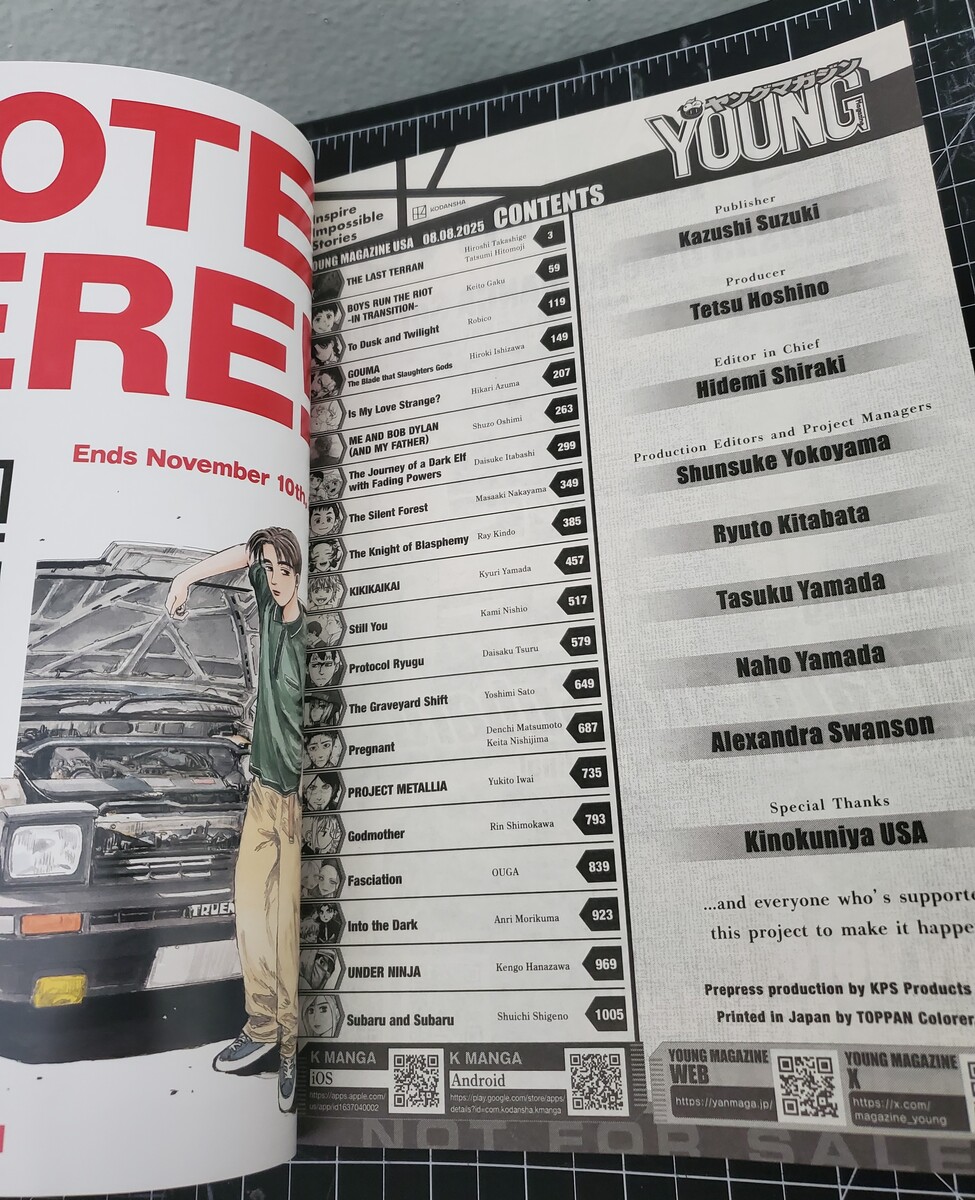 OTE
ERE!
Ends November 10th,
TRUEN
ヤングマガジン
YOUNG
Magazine
Inspire
Impossible
Stories
KODANSHA
CONTENTS
YOUNG MAGAZINE USA 08.08.2025
THE LAST TERRAN Hiroshi Takashige Tatsumi Hitomoji 3
BOYS RUN THE RIOT -IN TRANSITION- Keito Gaku 59
To Dusk and Twilight Robico 119
GOUMA The Blade that Slaughters Gods Hiroki Ishizawa 149
Is My Love Strange? Hikari Azuma 207
ME AND BOB DYLAN (AND MY FATHER) Shuzo Oshimi 263
The Journey of a Dark Elf with Fading Powers Daisuke Itabashi 299
The Silent Forest Masaaki Nakayama 349
The Knight of Blasphemy Ray Kindo 385
KIKIKAIKAI Kyuri Yamada 457
Still You Kami Nishio 517
Protocol Ryugu Daisaku Tsuru 579
The Graveyard Shift Yoshimi Sato 649
Pregnant Denchi Matsumoto Keita Nishijima 687
PROJECT METALLIA Yukito Iwai 735
Godmother Rin Shimokawa 793
Fasciation OUGA 839
Into the Dark Anri Morikuma 923
UNDER NINJA Kengo Hanazawa 969
Subaru and Subaru Shuichi Shigeno 1005
K MANGA
iOS
https://apps.apple.com/
us/app/id1637040002
K MANGA
Android
https://play.google.com/store/apps/
details?id=com.kodansha.kmanga
Publisher
Kazushi Suzuki
Producer
Tetsu Hoshino
Editor in Chief
Hidemi Shiraki
Production Editors and Project Managers
Shunsuke Yokoyama
Ryuto Kitabata
Tasuku Yamada
Naho Yamada
Alexandra Swanson
Special Thanks
Kinokuniya USA
...and everyone who's supporte
this project to make it happe
Prepress production by KPS Products
Printed in Japan by TOPPAN Colorer
YOUNG MAGAZINE
WEB
https://yanmaga.jp/
YOUNG MAGAZINE
X
https://x.com/
magazine_young
NOT FOR SALE